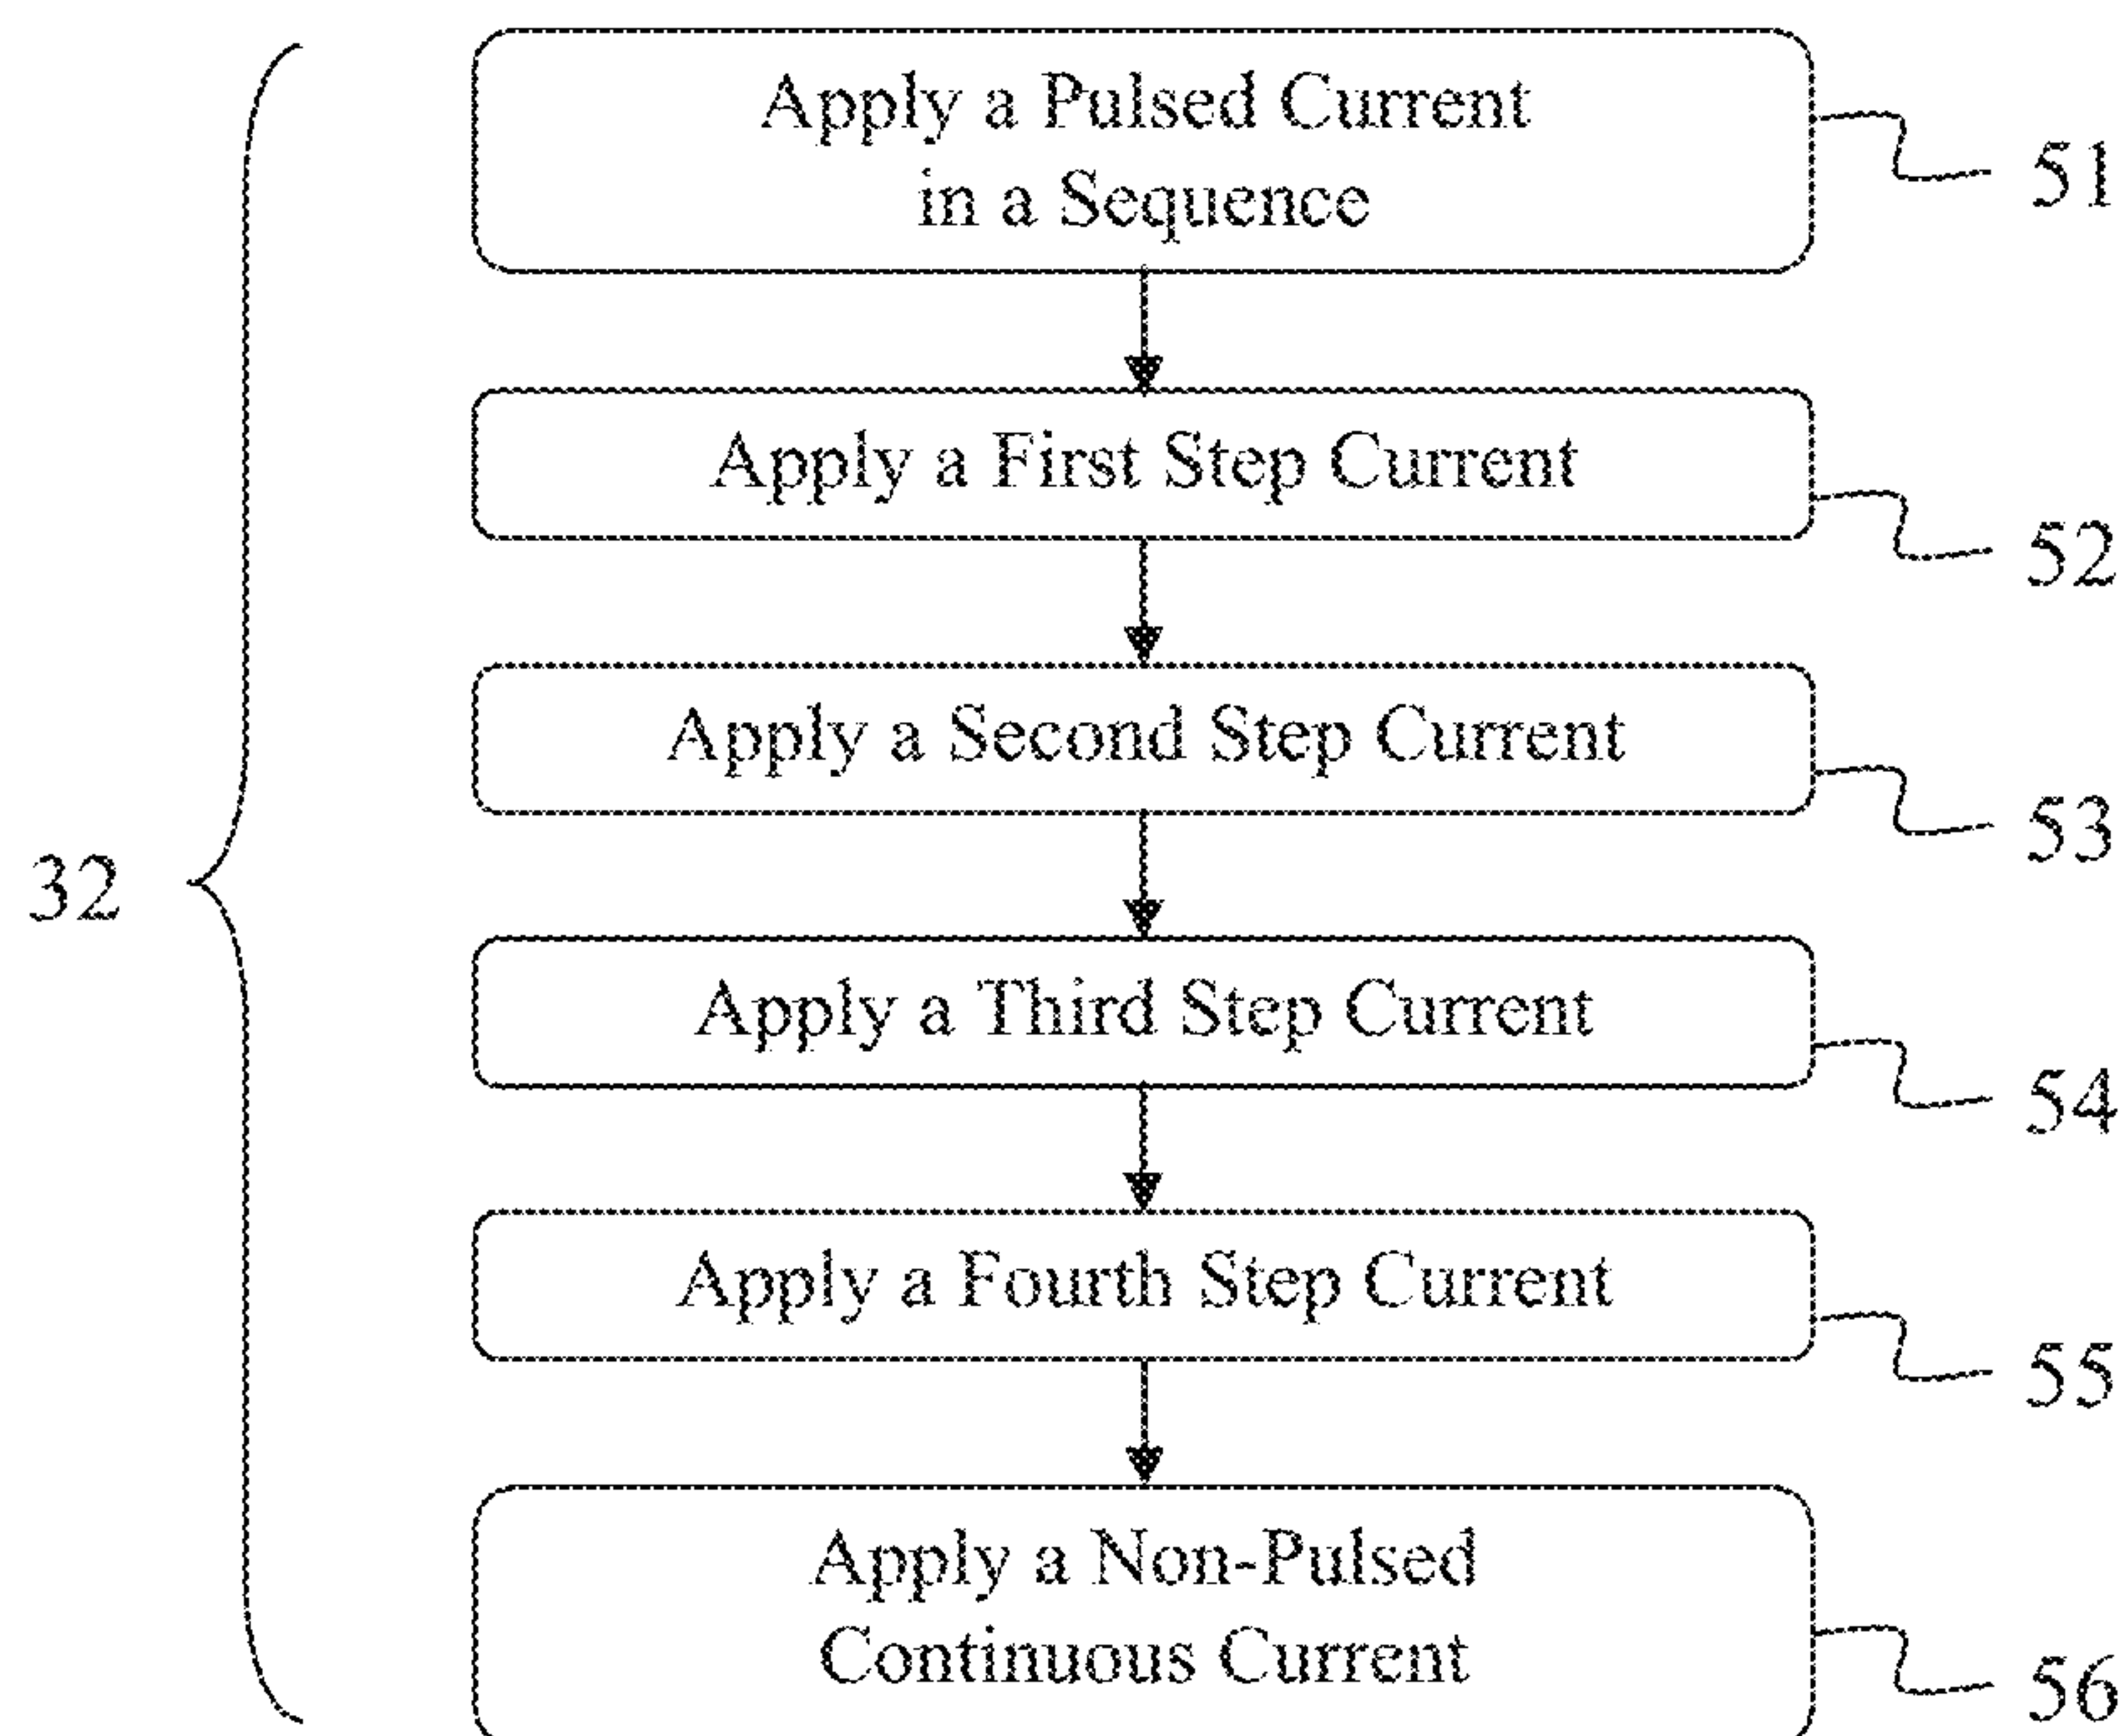 Apply a Pulsed Current
in a Sequence
51
Apply a First Step Current
52
Apply a Second Step Current
53
32
Apply a Third Step Current
54
Apply a Fourth Step Current
55
Apply a Non-Pulsed
Continuous Current
56